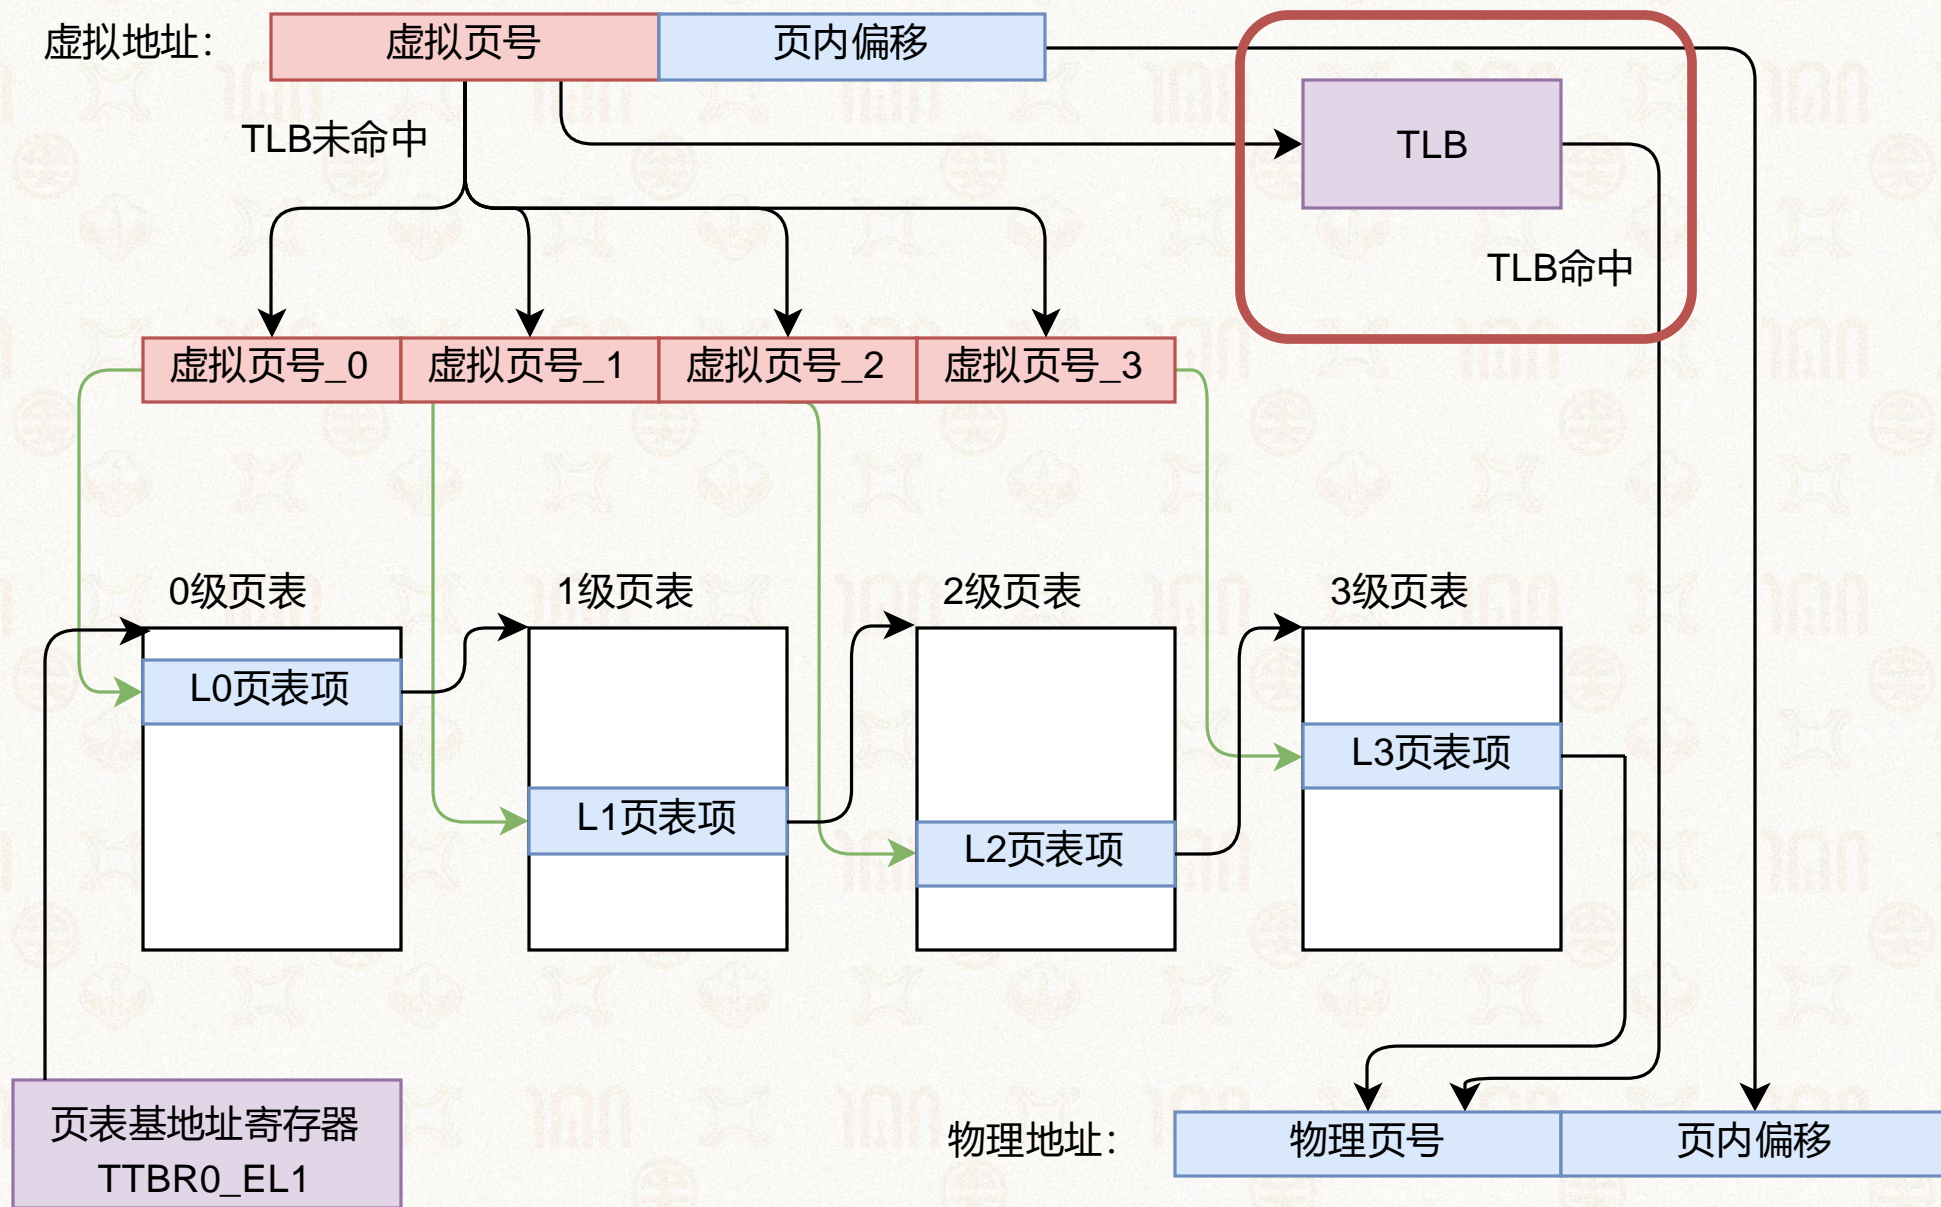 虚拟地址：
虚拟页号
页内偏移
TLB未命中
TLB
TLB命中
虚拟页号_0
虚拟页号_1
虚拟页号_2
虚拟页号_3
0级页表
1级页表
2级页表
3级页表
L0页表项
L1页表项
L2页表项
L3页表项
页表基地址寄存器
TTBR0_EL1
物理地址：
物理页号
页内偏移